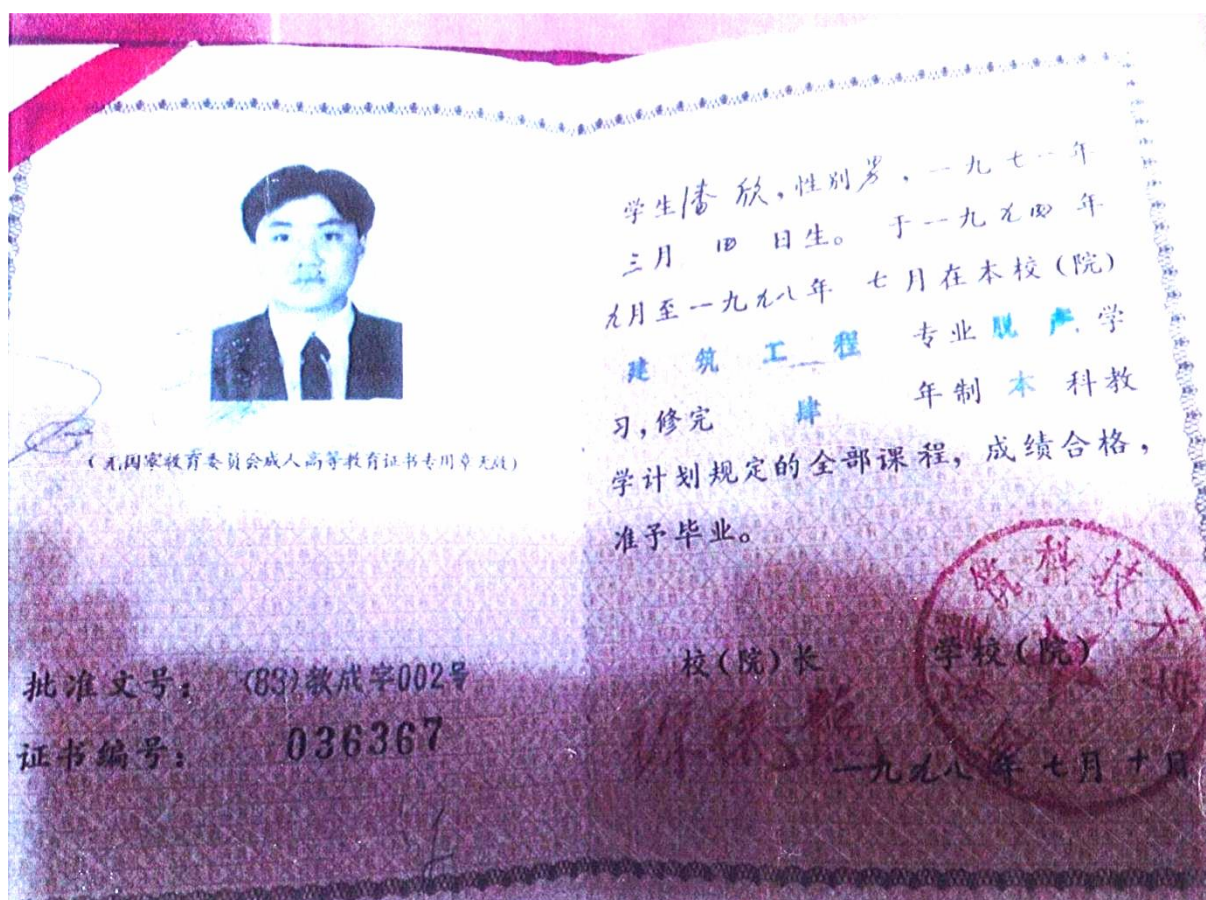 (无国家教育委员会成人高等教育证书专用章无效)
批准文号: (83)教成字002号
证书编号: 036367
学生潘欣,性别男,一九七一年
三月 四 日生。 于一九九四 年
九月至一九九八年 七月在本校(院)
建 筑 工 程 专业 脱 产 学
习,修完 肆 年制 本 科教
学计划规定的全部课程,成绩合格,
准予毕业。
校(院)长 学校(院)
科技大学
一九九八 年 七月 十 日